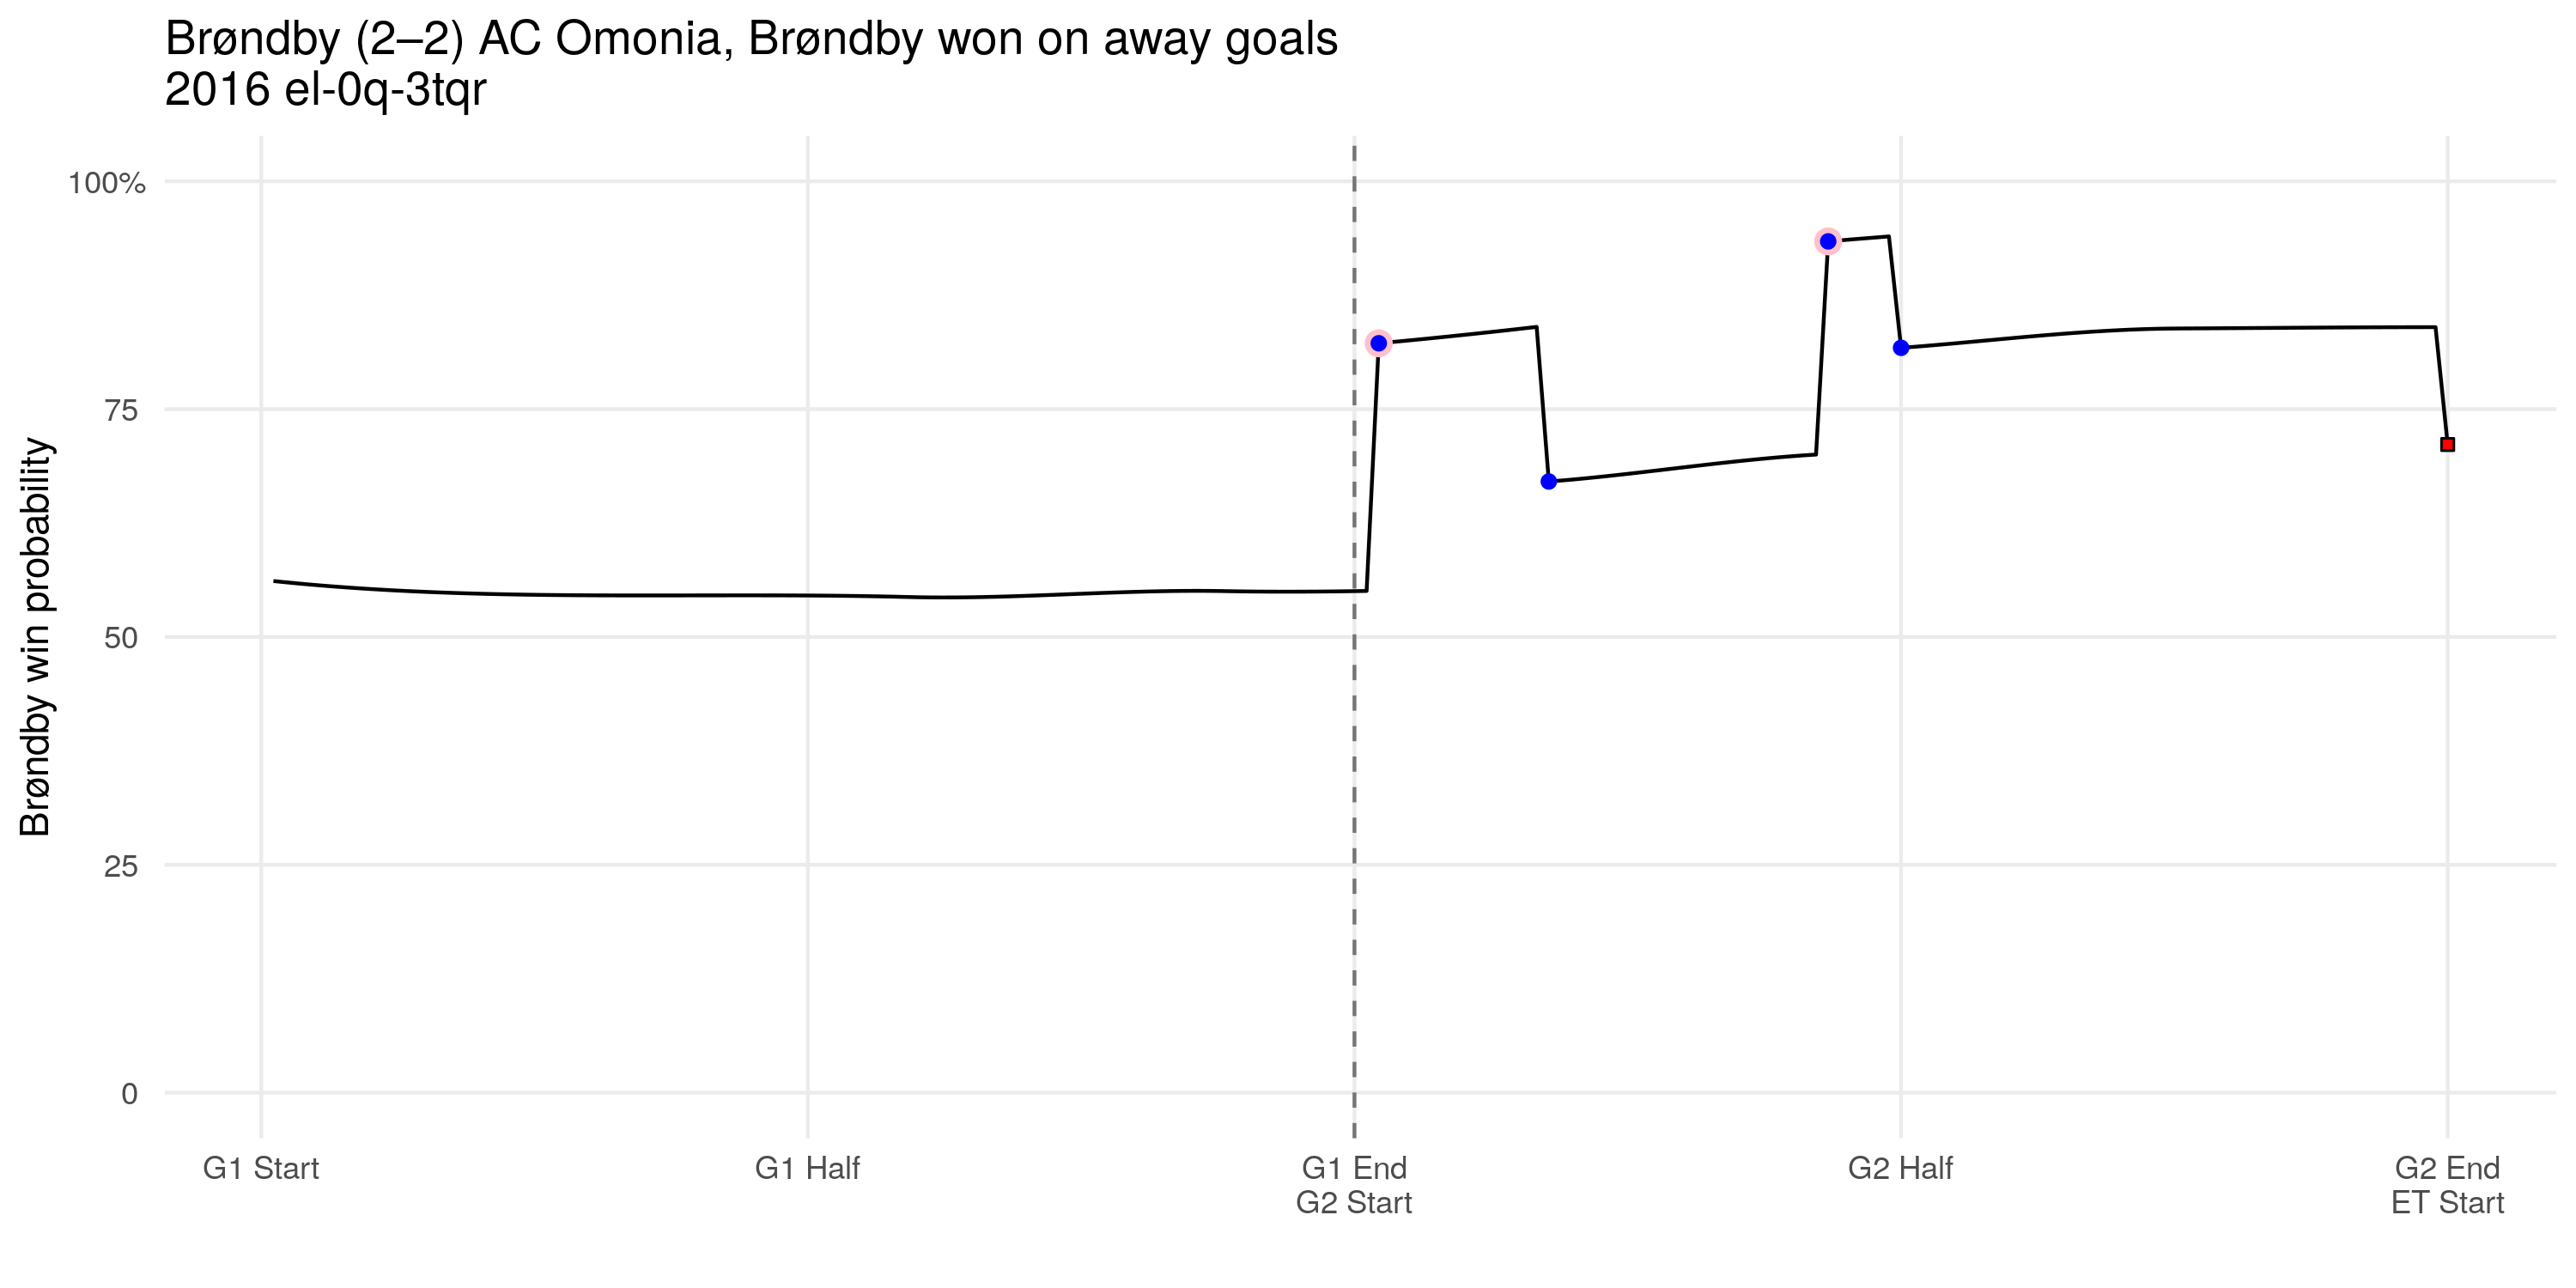 Brøndby (2–2) AC Omonia, Brøndby won on away goals
2016 el-0q-3tqr
100%
75
50
25
0
Brøndby win probability
G1 Start
G1 Half
G1 End
G2 Start
G2 Half
G2 End
ET Start